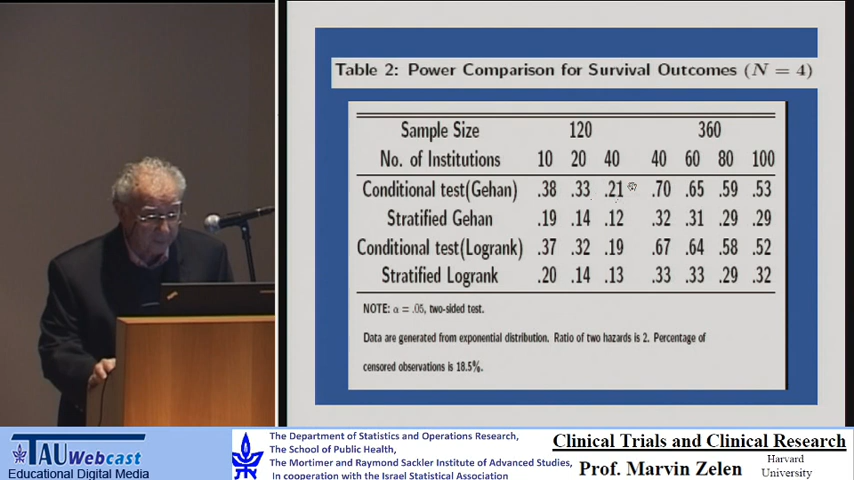 Table 2: Power Comparison for Survival Outcomes (N = 4)
Sample Size 120 360
No. of Institutions 10 20 40 40 60 80 100
Conditional test(Gehan) .38 .33 .21 .70 .65 .59 .53
Stratified Gehan .19 .14 .12 .32 .31 .29 .29
Conditional test(Logrank) .37 .32 .19 .67 .64 .58 .52
Stratified Logrank .20 .14 .13 .33 .33 .29 .32
NOTE: α = .05, two-sided test.
Data are generated from exponential distribution. Ratio of two hazards is 2. Percentage of
censored observations is 18.5%.
TAU Webcast
Educational Digital Media
The Department of Statistics and Operations Research,
The School of Public Health,
The Mortimer and Raymond Sackler Institute of Advanced Studies,
In cooperation with the Israel Statistical Association
Clinical Trials and Clinical Research
Prof. Marvin Zelen Harvard
University